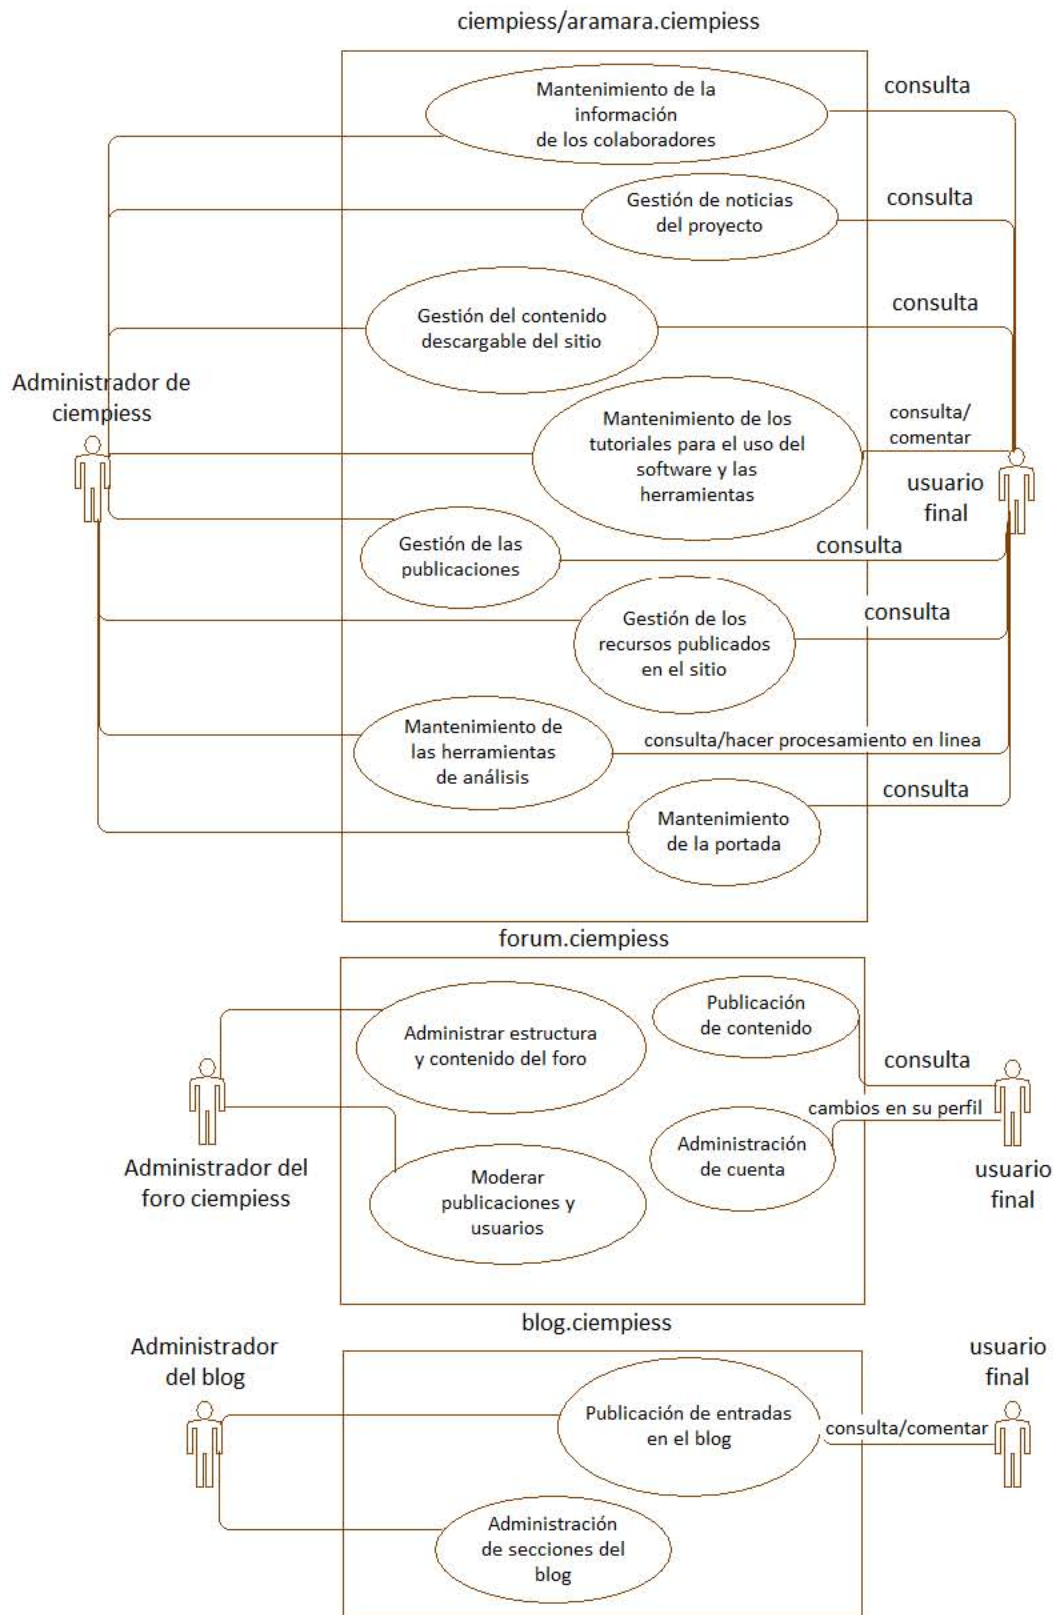 ciempiess/aramara.ciempiess
Mantenimiento de la
información
de los colaboradores
consulta
Gestión de noticias
del proyecto
consulta
Gestión del contenido
descargable del sitio
consulta
Administrador de
ciempiess
Mantenimiento de los
tutoriales para el uso del
software y las
herramientas
consulta/
comentar
usuario
final
Gestión de las
publicaciones
consulta
Gestión de los
recursos publicados
en el sitio
consulta
Mantenimiento de
las herramientas
de análisis
consulta/hacer procesamiento en linea
Mantenimiento
de la portada
consulta
forum.ciempiess
Administrar estructura
y contenido del foro
Publicación
de contenido
consulta
cambios en su perfil
Administrador del
foro ciempiess
Moderar
publicaciones y
usuarios
Administración
de cuenta
usuario
final
blog.ciempiess
Administrador
del blog
usuario
final
Publicación de entradas
en el blog
consulta/comentar
Administración
de secciones del
blog